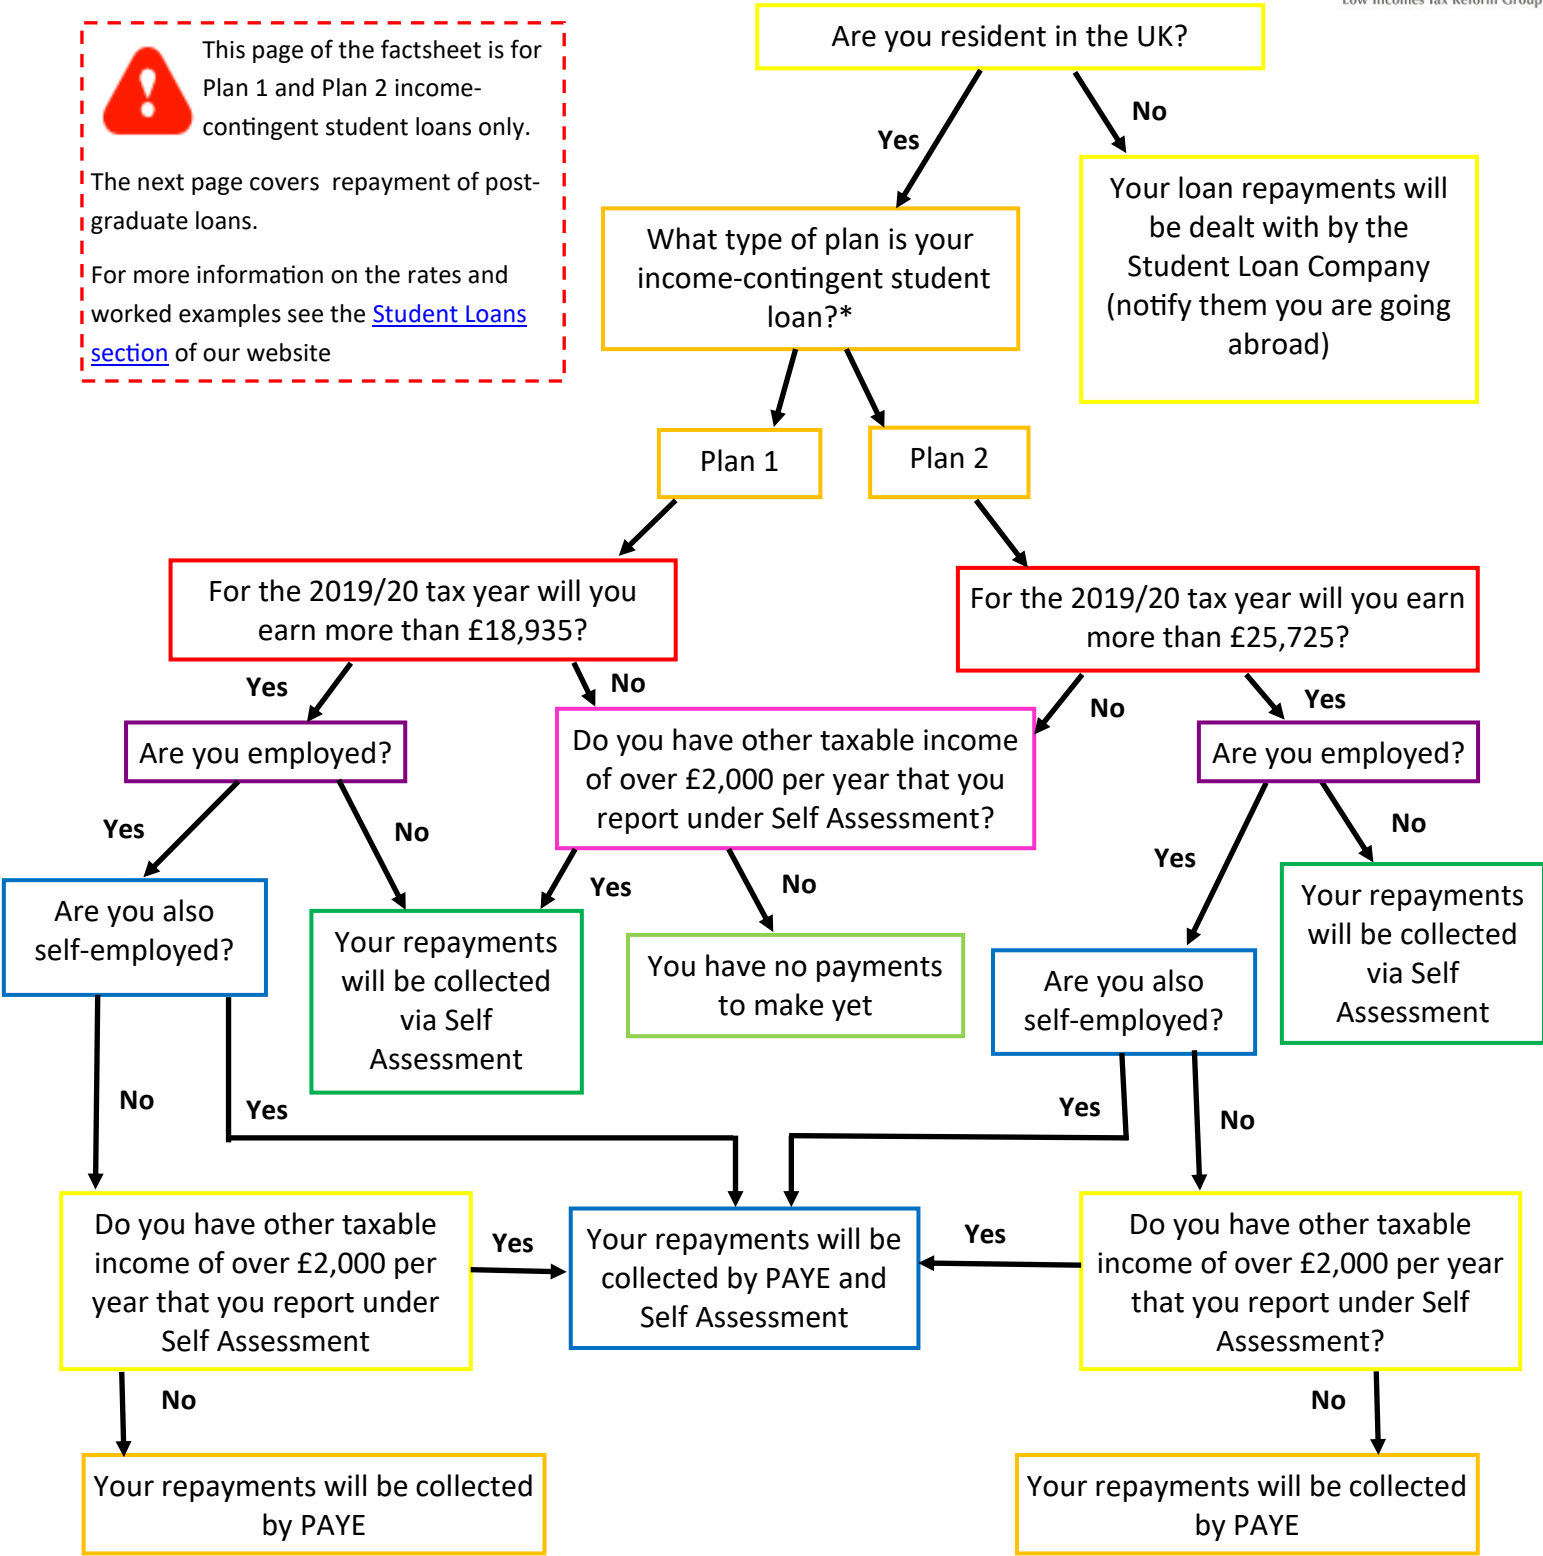 Low Incomes Tax Reform Group
This page of the factsheet is for
Plan 1 and Plan 2 income-
contingent student loans only.
The next page covers repayment of post-
graduate loans.
For more information on the rates and
worked examples see the Student Loans
section of our website
Are you resident in the UK?
Yes
No
Your loan repayments will
be dealt with by the
Student Loan Company
(notify them you are going
abroad)
What type of plan is your
income-contingent student
loan?*
Plan 1
Plan 2
For the 2019/20 tax year will you
earn more than £18,935?
For the 2019/20 tax year will you earn
more than £25,725?
Yes
No
No
Yes
Are you employed?
Do you have other taxable income
of over £2,000 per year that you
report under Self Assessment?
Are you employed?
Yes
No
Yes
No
Yes
No
Are you also
self-employed?
Your repayments
will be collected
via Self
Assessment
You have no payments
to make yet
Are you also
self-employed?
Your repayments
will be collected
via Self
Assessment
No
Yes
Yes
No
Do you have other taxable
income of over £2,000 per
year that you report under
Self Assessment
Yes
Your repayments will be
collected by PAYE and
Self Assessment
Yes
Do you have other taxable
income of over £2,000 per year
that you report under Self
Assessment?
No
No
Your repayments will be collected
by PAYE
Your repayments will be collected
by PAYE